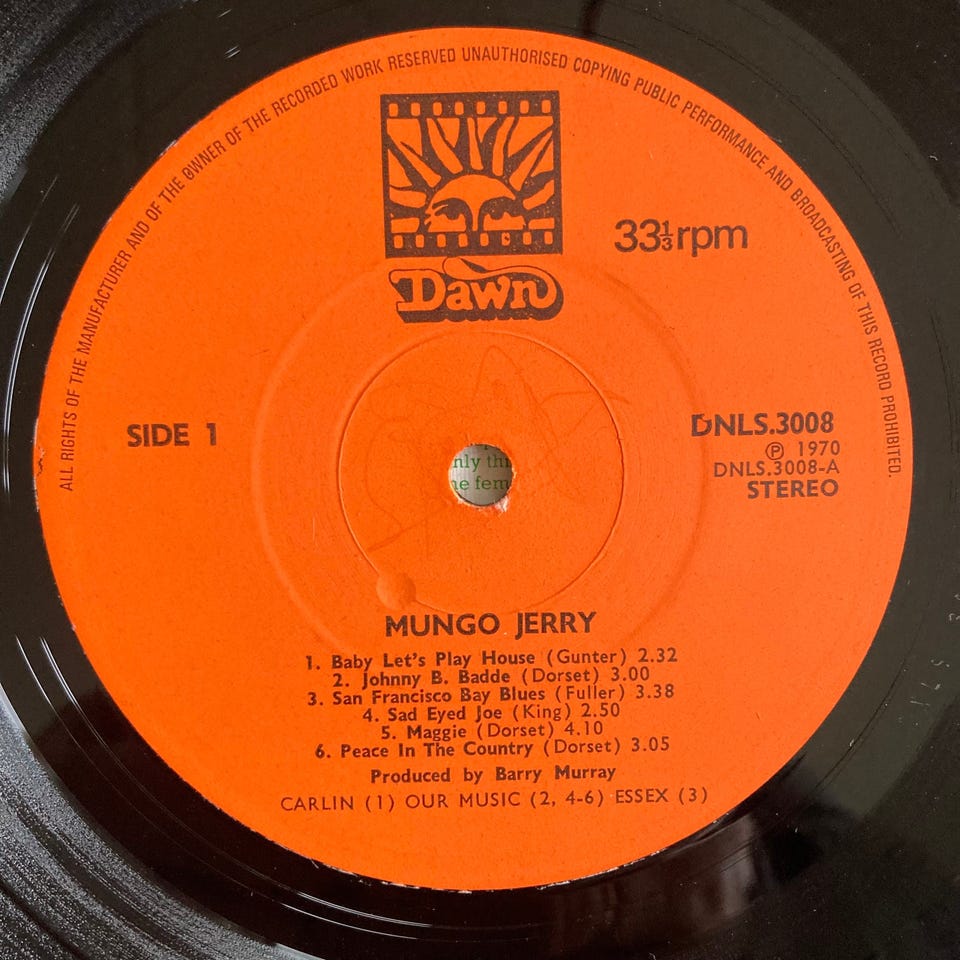 ALL RIGHTS OF THE MANUFACTURER AND OF THE OWNER OF THE RECORDED WORK RESERVED UNAUTHORISED COPYING PUBLIC PERFORMANCE AND BROADCASTING OF THIS RECORD PROHIBITED.
33⅓rpm
Dawn
SIDE 1
DNLS.3008
℗ 1970
DNLS.3008-A
STEREO
MUNGO JERRY
1. Baby Let's Play House (Gunter) 2.32
2. Johnny B. Badde (Dorset) 3.00
3. San Francisco Bay Blues (Fuller) 3.38
4. Sad Eyed Joe (King) 2.50
5. Maggie (Dorset) 4.10
6. Peace In The Country (Dorset) 3.05
Produced by Barry Murray
CARLIN (1) OUR MUSIC (2, 4-6) ESSEX (3)